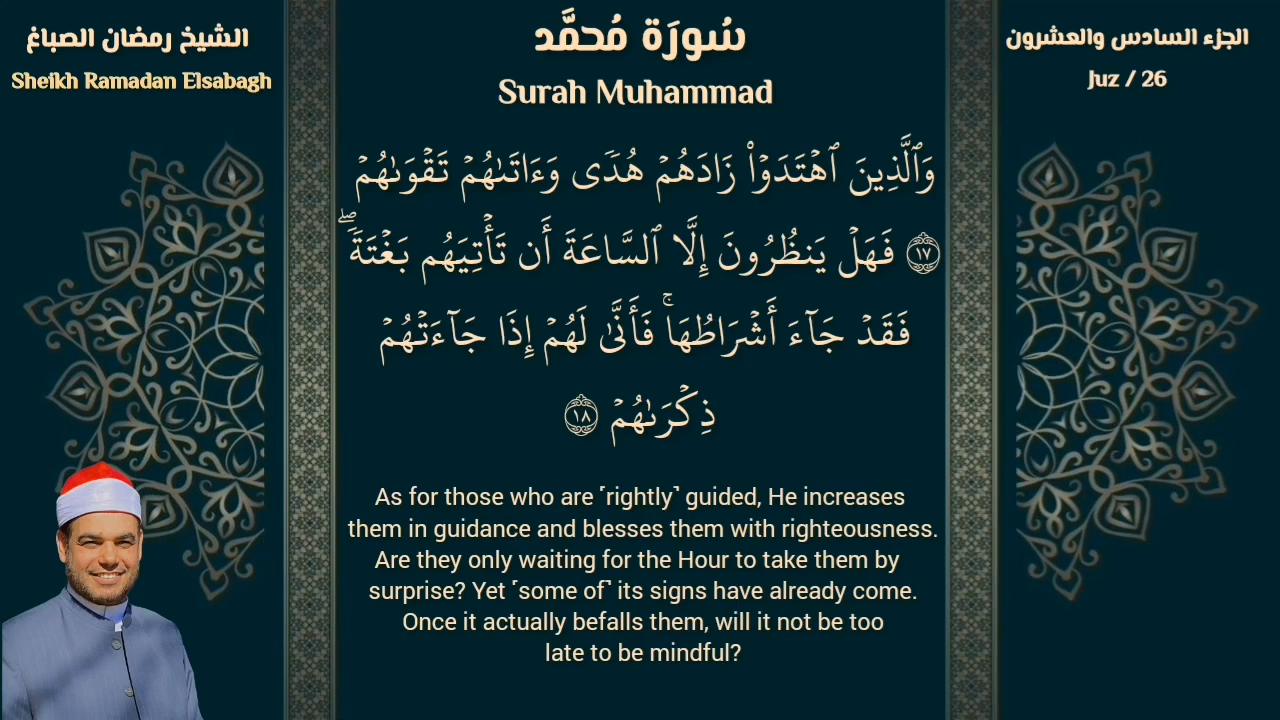 الشيخ رمضان الصباغ
Sheikh Ramadan Elsabagh
سُورَة مُحمَّد
Surah Muhammad
الجزء السادس والعشرون
Juz / 26
وَٱلَّذِينَ ٱهْتَدَوْا۟ زَادَهُمْ هُدًى وَءَاتَىٰهُمْ تَقْوَىٰهُمْ
١٧ فَهَلْ يَنظُرُونَ إِلَّا ٱلسَّاعَةَ أَن تَأْتِيَهُم بَغْتَةً ۖ
فَقَدْ جَآءَ أَشْرَاطُهَا ۚ فَأَنَّىٰ لَهُمْ إِذَا جَآءَتْهُمْ
ذِكْرَىٰهُمْ ١٨
As for those who are ˹rightly˺ guided, He increases
them in guidance and blesses them with righteousness.
Are they only waiting for the Hour to take them by
surprise? Yet ˹some of˺ its signs have already come.
Once it actually befalls them, will it not be too
late to be mindful?